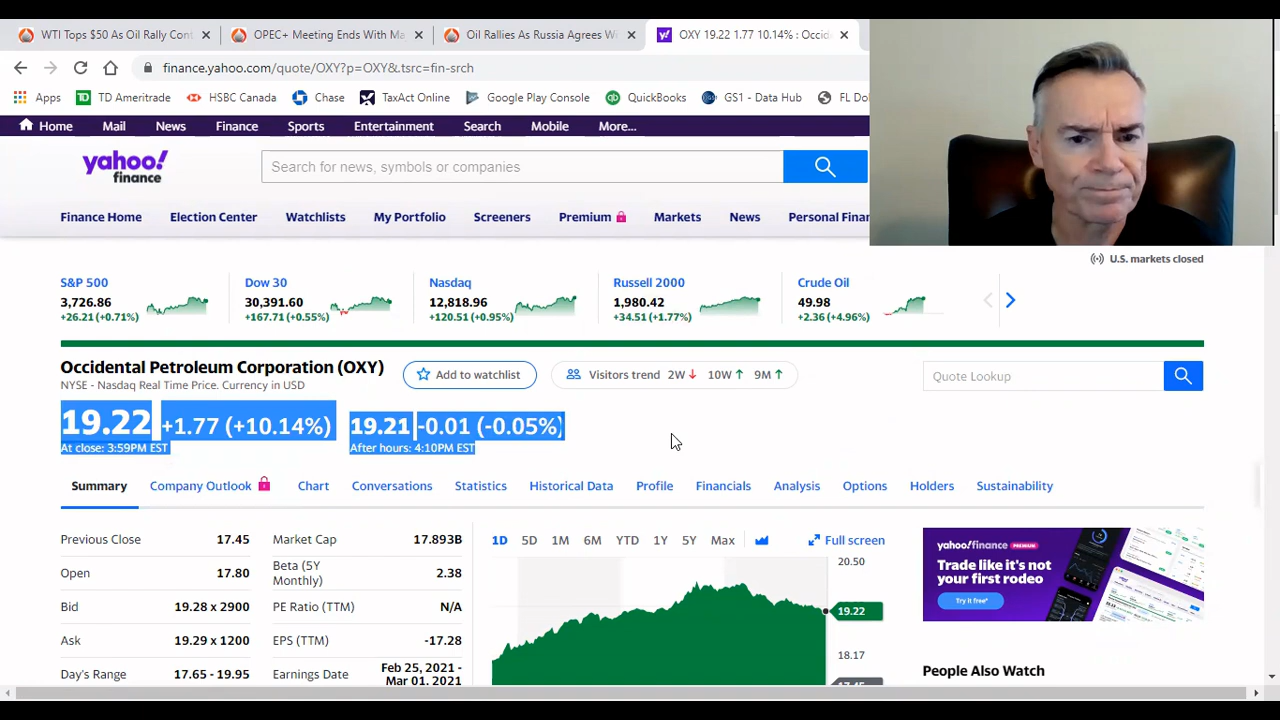 WTI Tops $50 As Oil Rally Cont
OPEC+ Meeting Ends With Ma
Oil Rallies As Russia Agrees W
OXY 19.22 1.77 10.14% : Occid
finance.yahoo.com/quote/OXY?p=OXY&.tsrc=fin-srch
Apps TD Ameritrade HSBC Canada Chase TaxAct Online Google Play Console QuickBooks GS1 - Data Hub FL Do
Home Mail News Finance Sports Entertainment Search Mobile More...
yahoo!
finance
Search for news, symbols or companies
Finance Home Election Center Watchlists My Portfolio Screeners Premium Markets News Personal Finan
U.S. markets closed
S&P 500 Dow 30 Nasdaq Russell 2000 Crude Oil
3,726.86 30,391.60 12,818.96 1,980.42 49.98
+26.21 (+0.71%) +167.71 (+0.55%) +120.51 (+0.95%) +34.51 (+1.77%) +2.36 (+4.96%)
Occidental Petroleum Corporation (OXY)
NYSE - Nasdaq Real Time Price. Currency in USD
Add to watchlist
Visitors trend 2W 10W 9M
Quote Lookup
19.22 +1.77 (+10.14%) 19.21 -0.01 (-0.05%)
At close: 3:59PM EST After hours: 4:10PM EST
Summary Company Outlook Chart Conversations Statistics Historical Data Profile Financials Analysis Options Holders Sustainability
Previous Close 17.45
Open 17.80
Bid 19.28 x 2900
Ask 19.29 x 1200
Day's Range 17.65 - 19.95
Market Cap 17.893B
Beta (5Y
Monthly) 2.38
PE Ratio (TTM) N/A
EPS (TTM) -17.28
Earnings Date Feb 25, 2021 -
Mar 01, 2021
1D 5D 1M 6M YTD 1Y 5Y Max Full screen
20.50
19.22
18.17
17.45
yahoo! finance PREMIUM
Trade like it's not
your first rodeo
Try it free*
People Also Watch